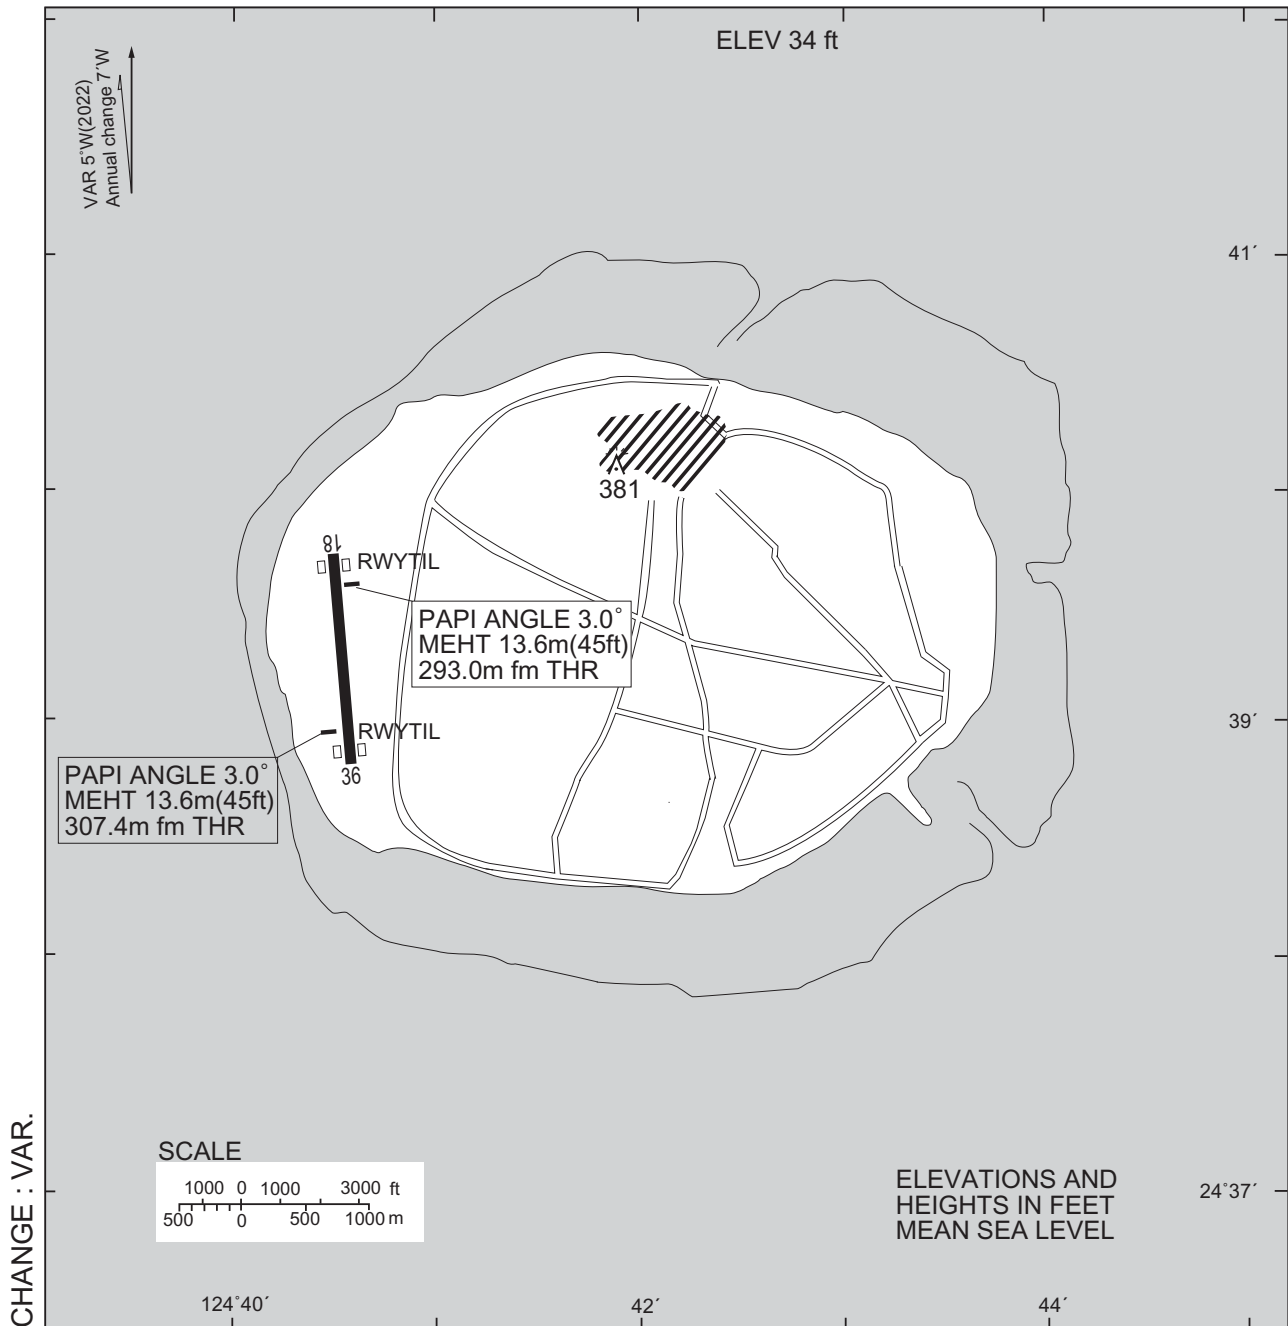 ELEV 34 ft
VAR 5°W(2022)
Annual change 7´W
41´
381
18
RWYTIL
PAPI ANGLE 3.0°
MEHT 13.6m(45ft)
293.0m fm THR
39´
RWYTIL
36
PAPI ANGLE 3.0°
MEHT 13.6m(45ft)
307.4m fm THR
CHANGE : VAR.
SCALE
1000 0 1000 3000 ft
500 0 500 1000 m
ELEVATIONS AND
HEIGHTS IN FEET
MEAN SEA LEVEL
24°37´
124°40´ 42´ 44´